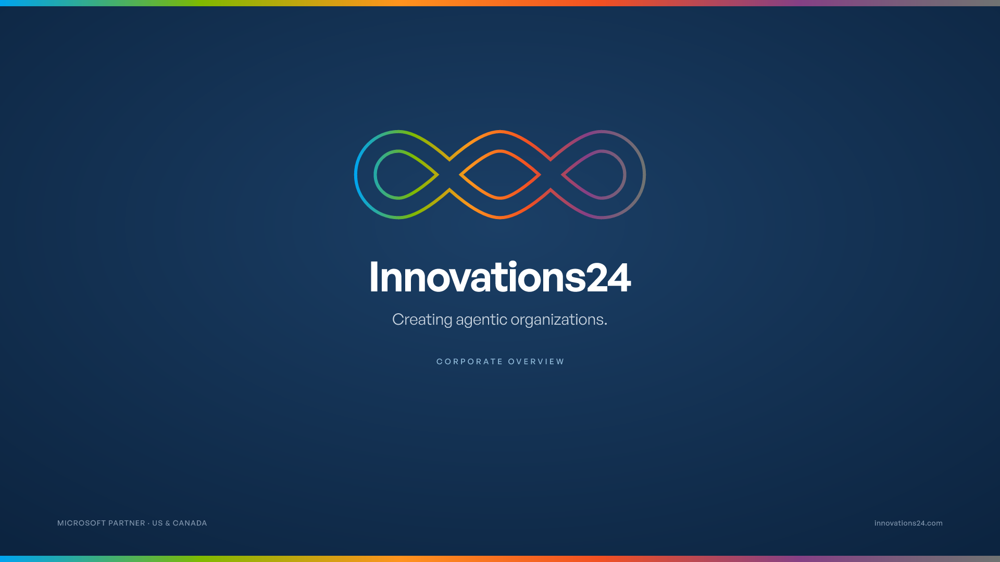 Innovations24
Creating agentic organizations.
CORPORATE OVERVIEW
MICROSOFT PARTNER · US & CANADA
innovations24.com